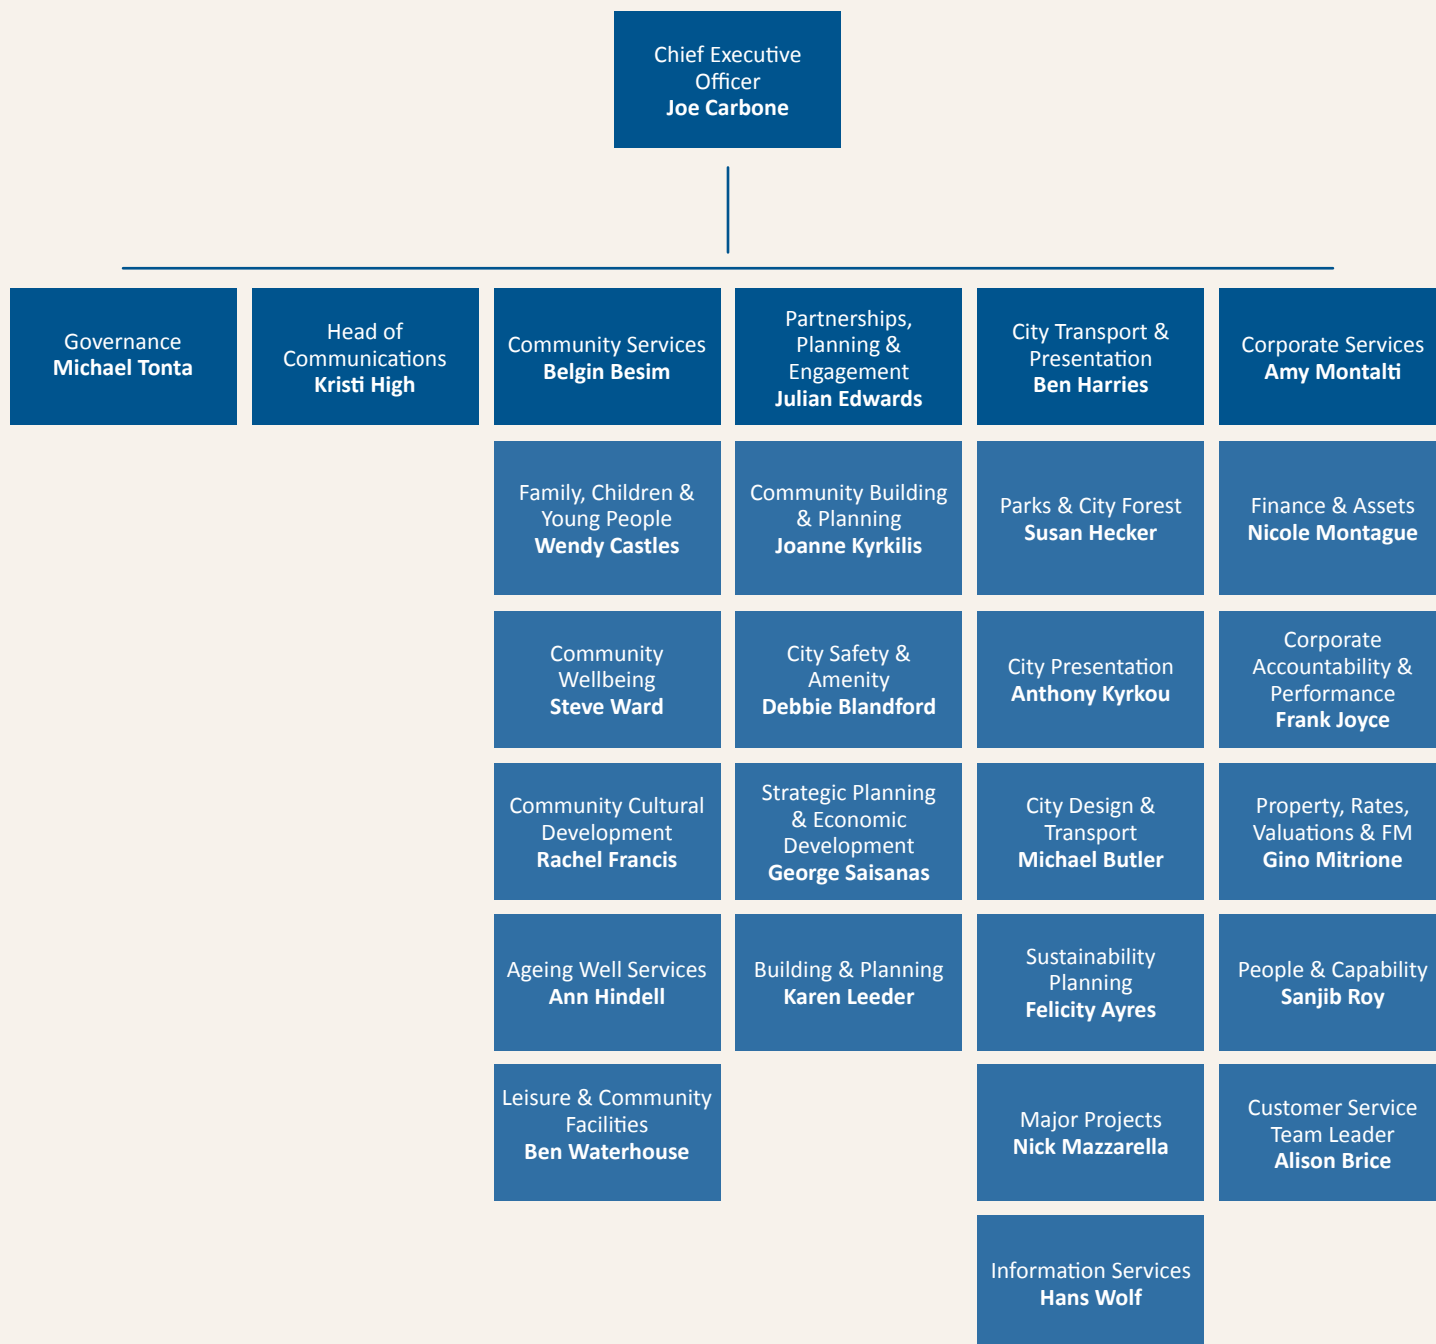 Chief Executive
Officer
Joe Carbone
Governance
Michael Tonta
Head of
Communications
Kristi High
Community Services
Belgin Besim
Partnerships,
Planning &
Engagement
Julian Edwards
City Transport &
Presentation
Ben Harries
Corporate Services
Amy Montalti
Family, Children &
Young People
Wendy Castles
Community Building
& Planning
Joanne Kyrkilis
Parks & City Forest
Susan Hecker
Finance & Assets
Nicole Montague
Community
Wellbeing
Steve Ward
City Safety &
Amenity
Debbie Blandford
City Presentation
Anthony Kyrkou
Corporate
Accountability &
Performance
Frank Joyce
Community Cultural
Development
Rachel Francis
Strategic Planning
& Economic
Development
George Saisanas
City Design &
Transport
Michael Butler
Property, Rates,
Valuations & FM
Gino Mitrione
Ageing Well Services
Ann Hindell
Building & Planning
Karen Leeder
Sustainability
Planning
Felicity Ayres
People & Capability
Sanjib Roy
Leisure & Community
Facilities
Ben Waterhouse
Major Projects
Nick Mazzarella
Customer Service
Team Leader
Alison Brice
Information Services
Hans Wolf